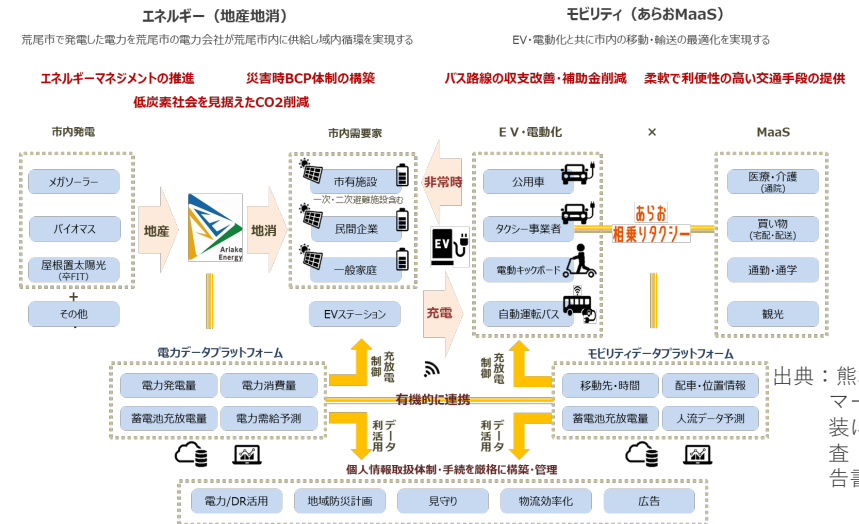 エネルギー（地産地消）
荒尾市で発電した電力を荒尾市の電力会社が荒尾市内に供給し域内循環を実現する
エネルギーマネジメントの推進
災害時BCP体制の構築
低炭素社会を見据えたCO2削減
モビリティ（あらおMaaS）
EV・電動化と共に市内の移動・輸送の最適化を実現する
バス路線の収支改善・補助金削減
柔軟で利便性の高い交通手段の提供
市内発電
メガソーラー
バイオマス
屋根置太陽光
（卒FIT）
+
その他
地産
Ariake
Energy
地消
市内需要家
市有施設
一次・二次避難施設含む
民間企業
一般家庭
EVステーション
非常時
EV
充電
ＥＶ・電動化
×
MaaS
公用車
タクシー事業者
電動キックボード
自動運転バス
あらお
相乗りタクシー
医療・介護
（通院）
買い物
（宅配・配送）
通勤・通学
観光
電力データプラットフォーム
電力発電量
電力消費量
蓄電池充放電量
電力需給予測
充放電
制御
データ
利活用
有機的に連携
充放電
制御
データ
利活用
モビリティデータプラットフォーム
移動先・時間
配車・位置情報
蓄電池充放電量
人流データ予測
個人情報取扱体制・手続を厳格に構築・管理
電力/DR活用
地域防災計画
見守り
物流効率化
広告
出典：熊
マー
装に
査
告書